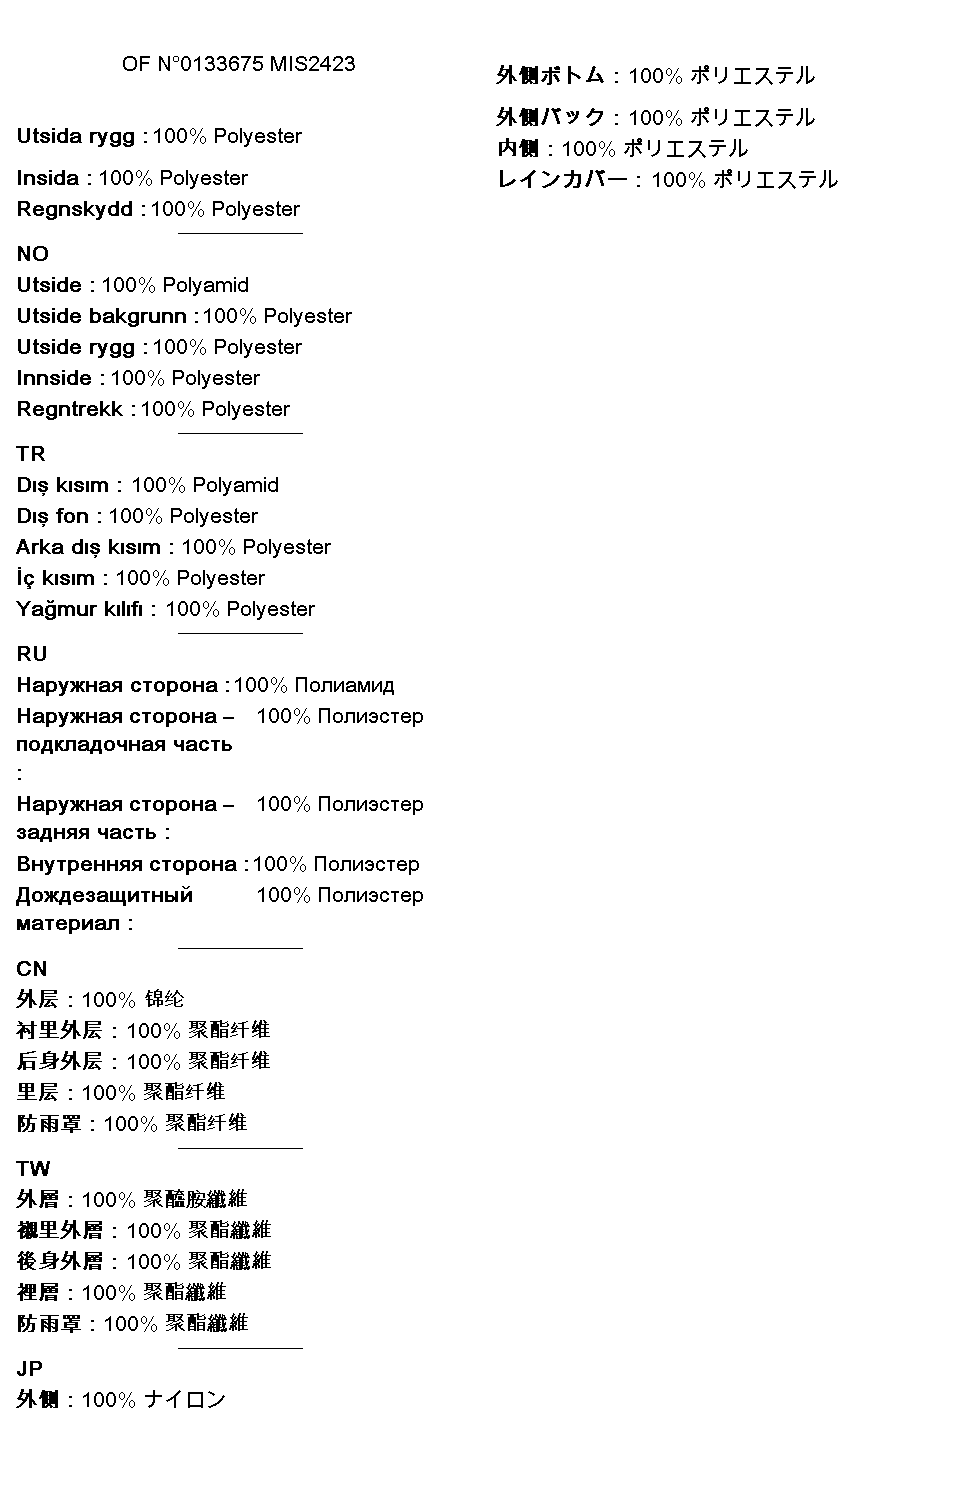 OF N°0133675 MIS2423
Utsida rygg : 100% Polyester
Insida : 100% Polyester
Regnskydd : 100% Polyester
NO
Utside : 100% Polyamid
Utside bakgrunn : 100% Polyester
Utside rygg : 100% Polyester
Innside : 100% Polyester
Regntrekk : 100% Polyester
TR
Dış kısım : 100% Polyamid
Dış fon : 100% Polyester
Arka dış kısım : 100% Polyester
İç kısım : 100% Polyester
Yağmur kılıfı : 100% Polyester
RU
Наружная сторона : 100% Полиамид
Наружная сторона – 100% Полиэстер
подкладочная часть
:
Наружная сторона – 100% Полиэстер
задняя часть :
Внутренняя сторона : 100% Полиэстер
Дождезащитный 100% Полиэстер
материал :
CN
外层 : 100% 锦纶
衬里外层 : 100% 聚酯纤维
后身外层 : 100% 聚酯纤维
里层 : 100% 聚酯纤维
防雨罩 : 100% 聚酯纤维
TW
外層 : 100% 聚醯胺纖維
襯里外層 : 100% 聚酯纖維
後身外層 : 100% 聚酯纖維
裡層 : 100% 聚酯纖維
防雨罩 : 100% 聚酯纖維
JP
外側 : 100% ナイロン
外側ボトム : 100% ポリエステル
外側バック : 100% ポリエステル
内側 : 100% ポリエステル
レインカバー : 100% ポリエステル